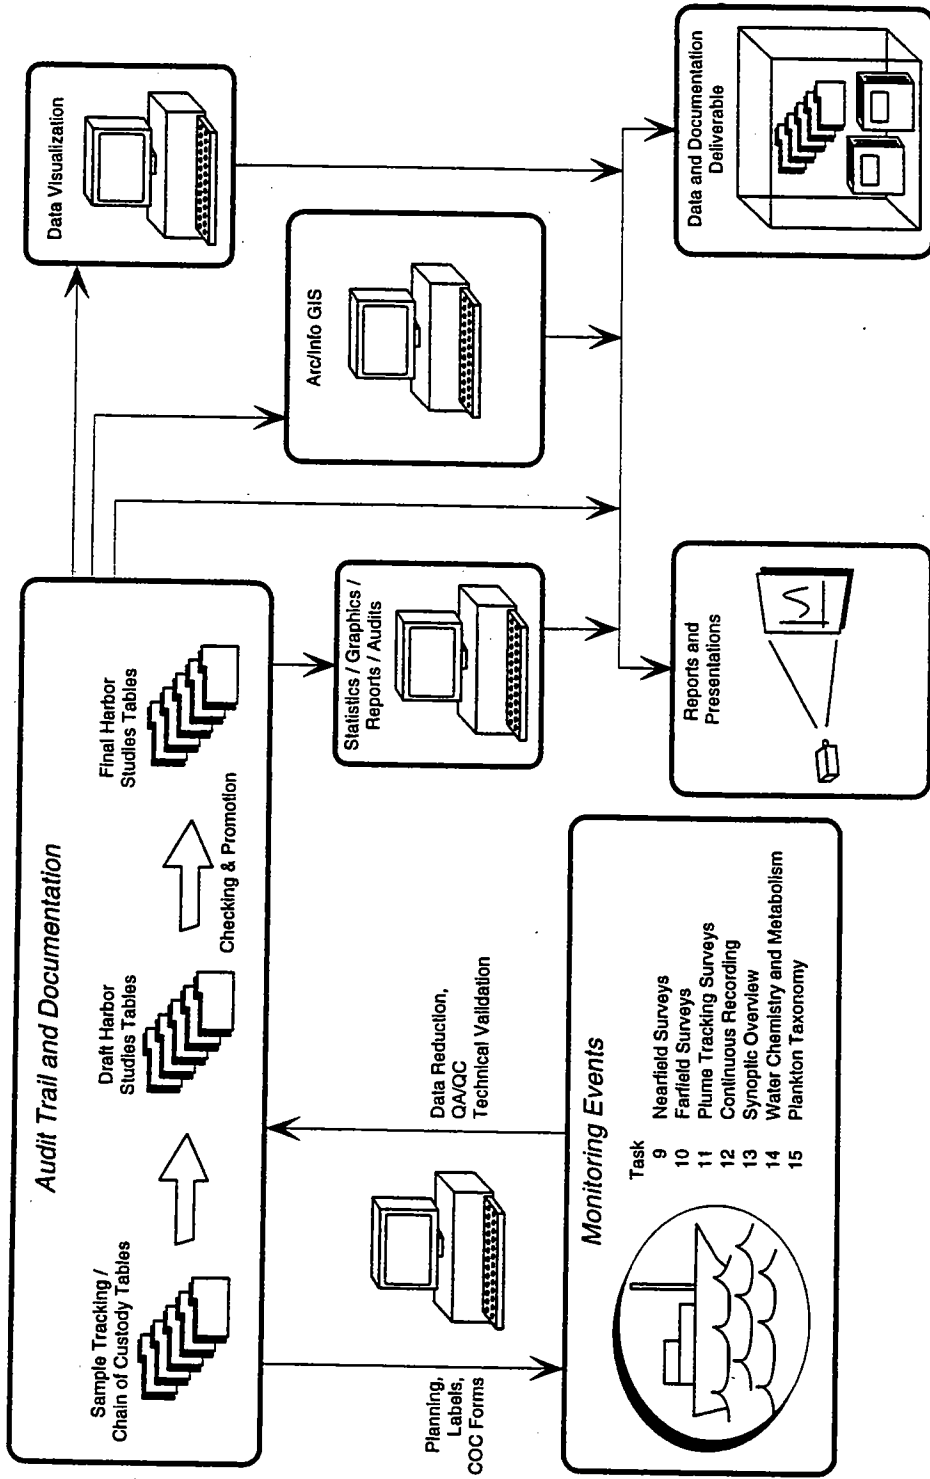 Audit Trail and Documentation
Sample Tracking /
Chain of Custody Tables
Draft Harbor
Studies Tables
Checking & Promotion
Final Harbor
Studies Tables
Data Visualization
Arc/Info GIS
Statistics / Graphics /
Reports / Audits
Planning,
Labels,
COC Forms
Data Reduction,
QA/QC
Technical Validation
Monitoring Events
Task
9 Nearfield Surveys
10 Farfield Surveys
11 Plume Tracking Surveys
12 Continuous Recording
13 Synoptic Overview
14 Water Chemistry and Metabolism
15 Plankton Taxonomy
Reports and
Presentations
Data and Documentation
Deliverable